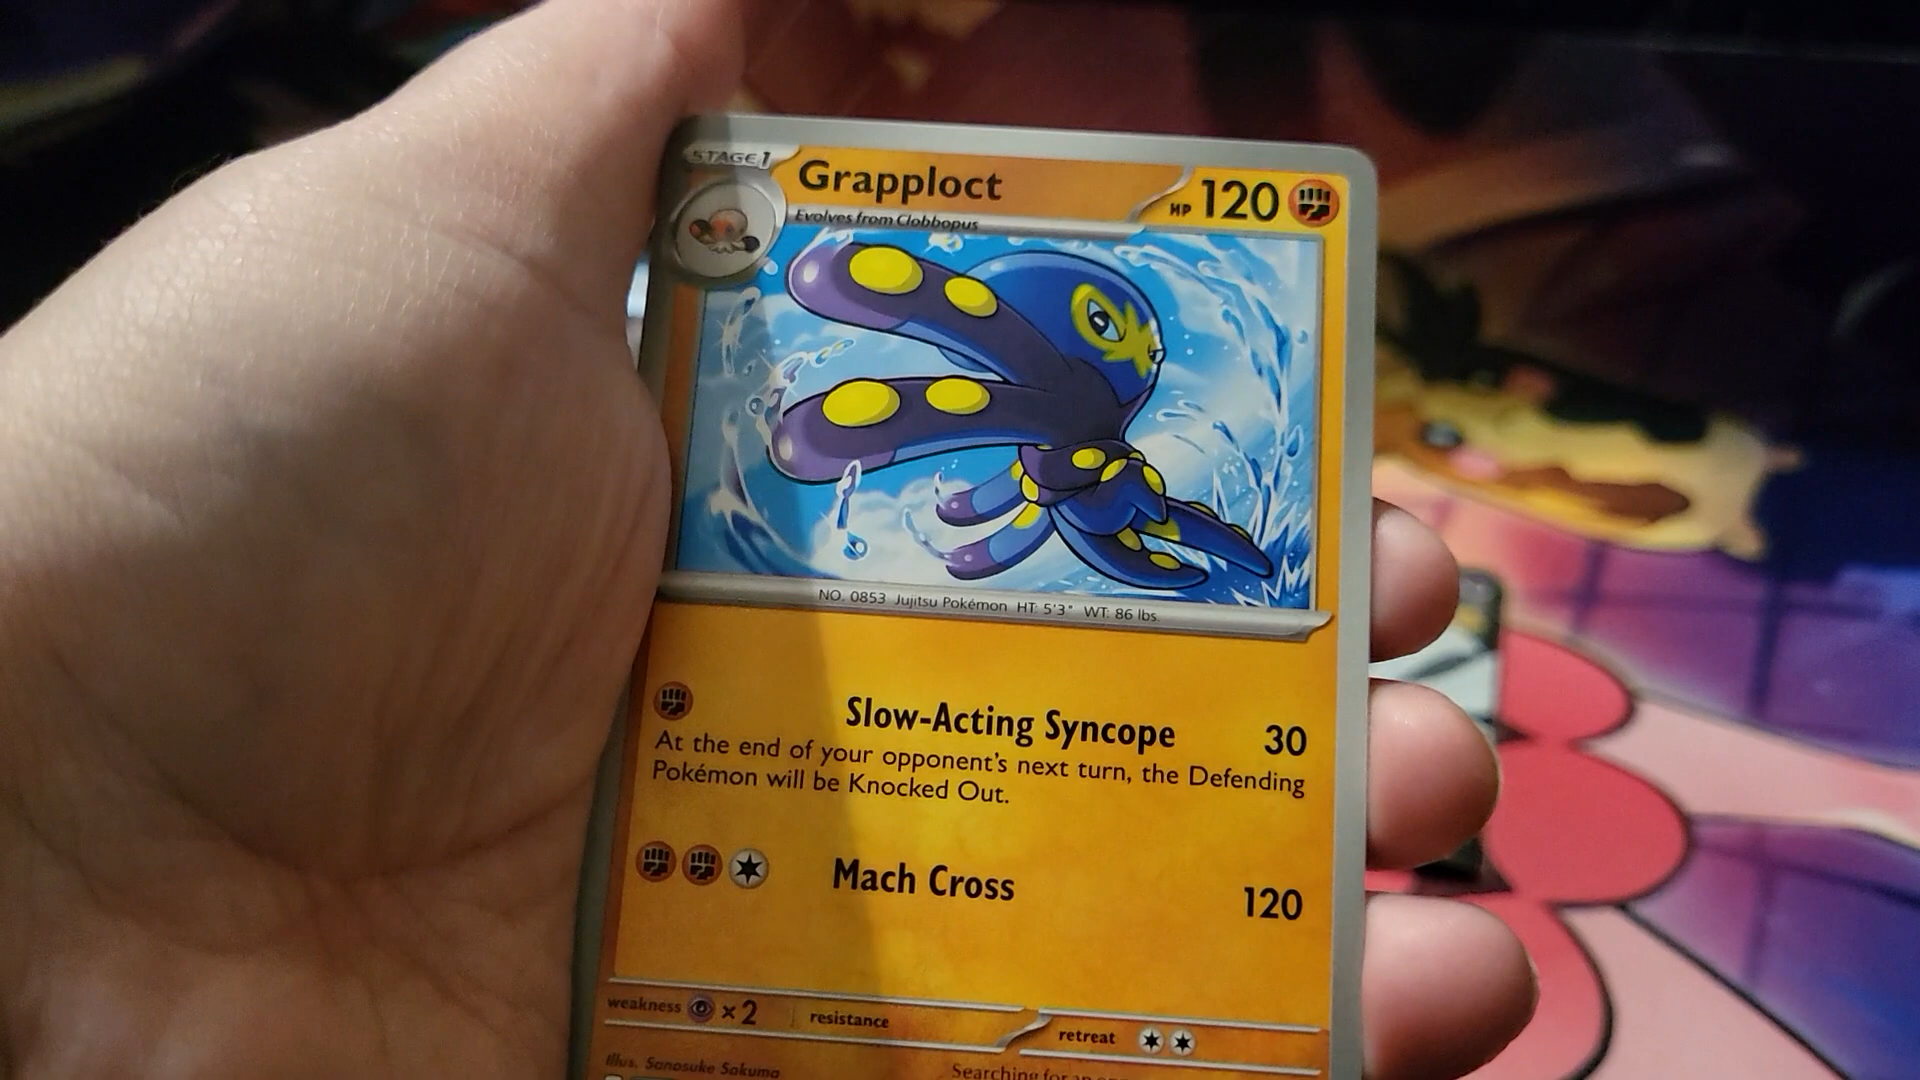 STAGE 1
Grapploct
HP 120
Evolves from Clobbopus
NO. 0853 Jujitsu Pokémon HT: 5'3" WT: 86 lbs.
Slow-Acting Syncope 30
At the end of your opponent's next turn, the Defending
Pokémon will be Knocked Out.
Mach Cross 120
weakness ×2 resistance retreat
Illus. Sanosuke Sakuma
Searching for an